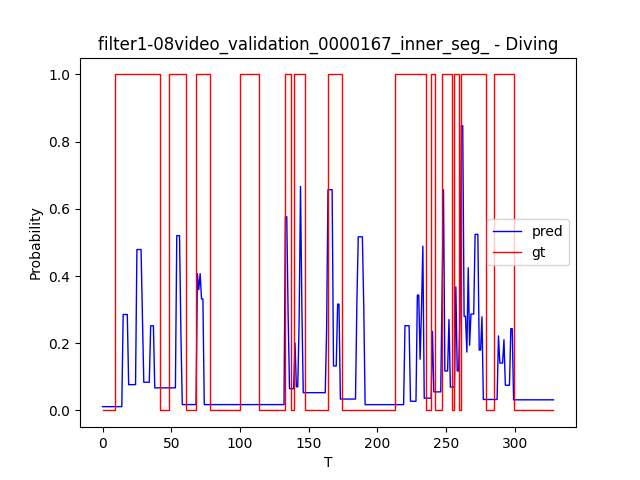 filter1-08video_validation_0000167_inner_seg_ - Diving
1.0
0.8
0.6
0.4
0.2
0.0
Probability
pred
gt
0 50 100 150 200 250 300
T